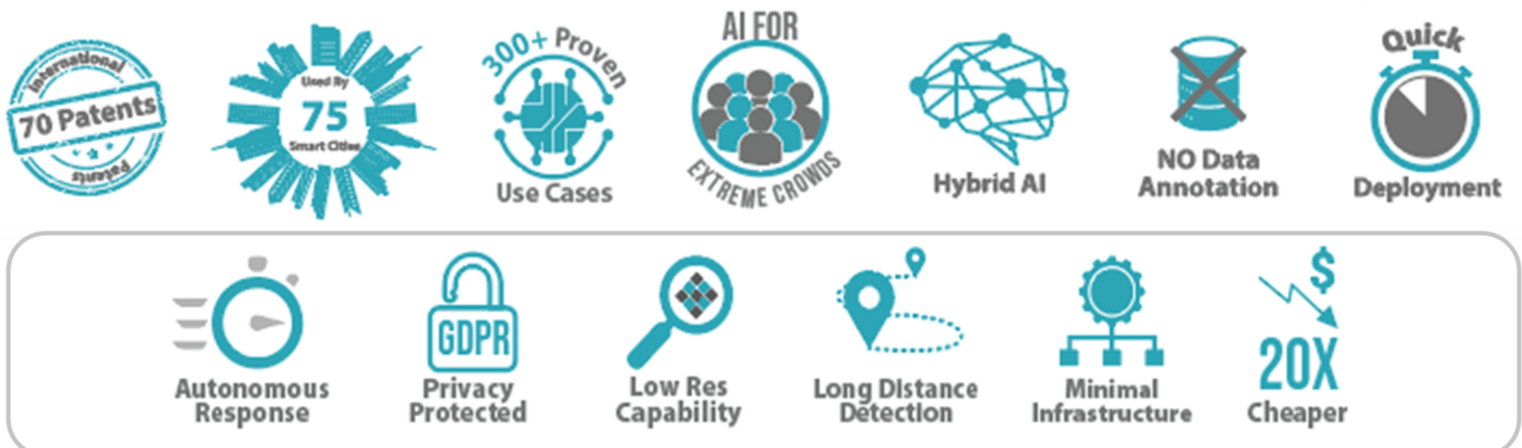 International
70 Patents
Patents
Used By
75
Smart Cities
300+ Proven
Use Cases
AI FOR
EXTREME CROWDS
Hybrid AI
NO Data
Annotation
Quick
Deployment
Autonomous
Response
GDPR
Privacy
Protected
Low Res
Capability
Long Distance
Detection
Minimal
Infrastructure
$
20X
Cheaper